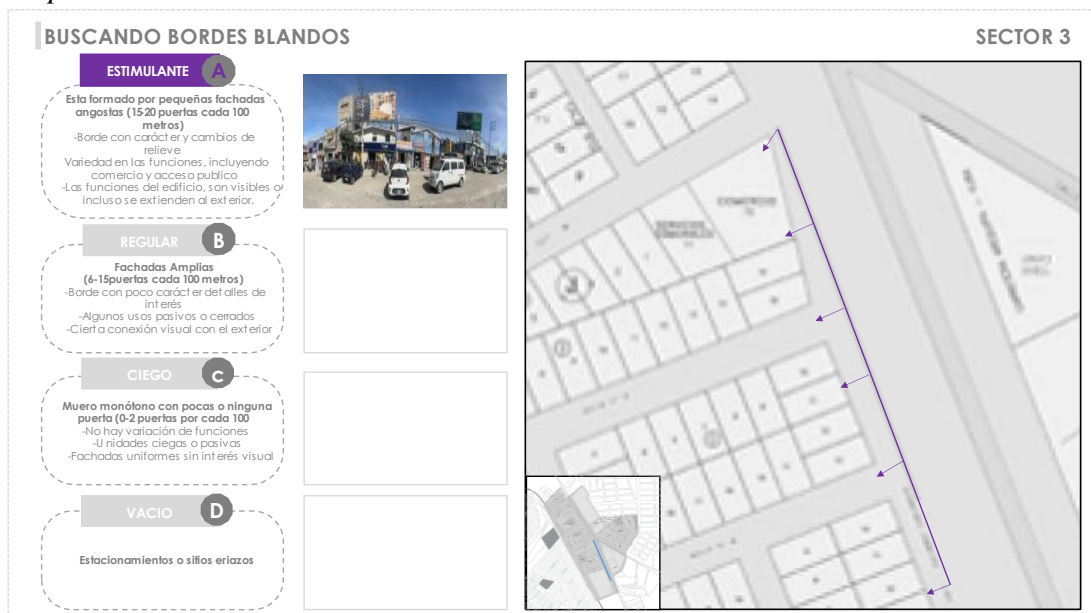 BUSCANDO BORDES BLANDOS
SECTOR 3
ESTIMULANTE A
Esta formado por pequeñas fachadas
angostas (15-20 puertas cada 100
metros)
-Borde con carácter y cambios de
relieve
Variedad en las funciones, incluyendo
comercio y acceso publico
-Las funciones del edificio, son visibles o
incluso se extienden al exterior.
REGULAR B
Fachadas Amplias
(6-15puertas cada 100 metros)
-Borde con poco carácter detalles de
interés
-Algunos usos pasivos o cerrados
-Cierta conexión visual con el exterior
CIEGO C
Muero monótono con pocas o ninguna
puerta (0-2 puertas por cada 100
-No hay variación de funciones
-Unidades ciegas o pasivas
-Fachadas uniformes sin interés visual
VACIO D
Estacionamientos o sitios eriazos